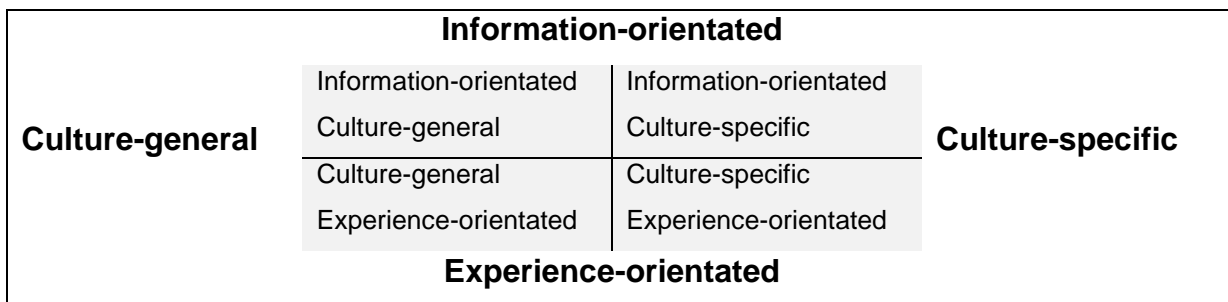 Information-orientated
Information-orientated Information-orientated
Culture-general Culture-specific
Culture-general Culture-specific
Culture-general Culture-specific
Experience-orientated Experience-orientated
Experience-orientated